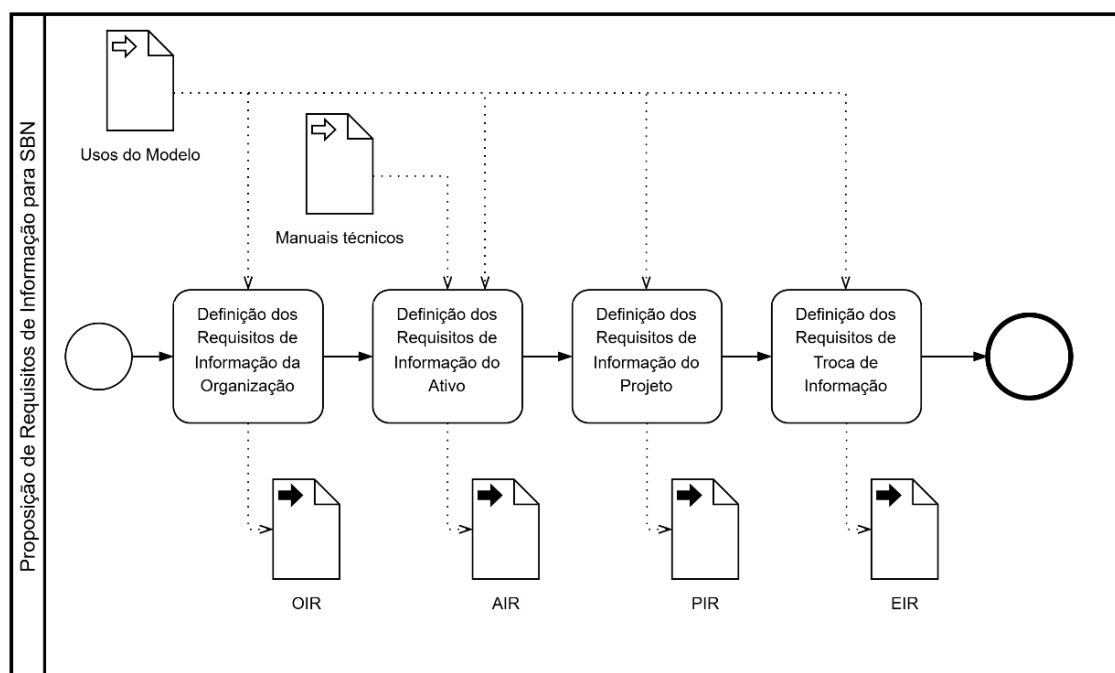 Proposição de Requisitos de Informação para SBN
Usos do Modelo
Manuais técnicos
Definição dos
Requisitos de
Informação da
Organização
Definição dos
Requisitos de
Informação do
Ativo
Definição dos
Requisitos de
Informação do
Projeto
Definição dos
Requisitos de
Troca de
Informação
OIR
AIR
PIR
EIR